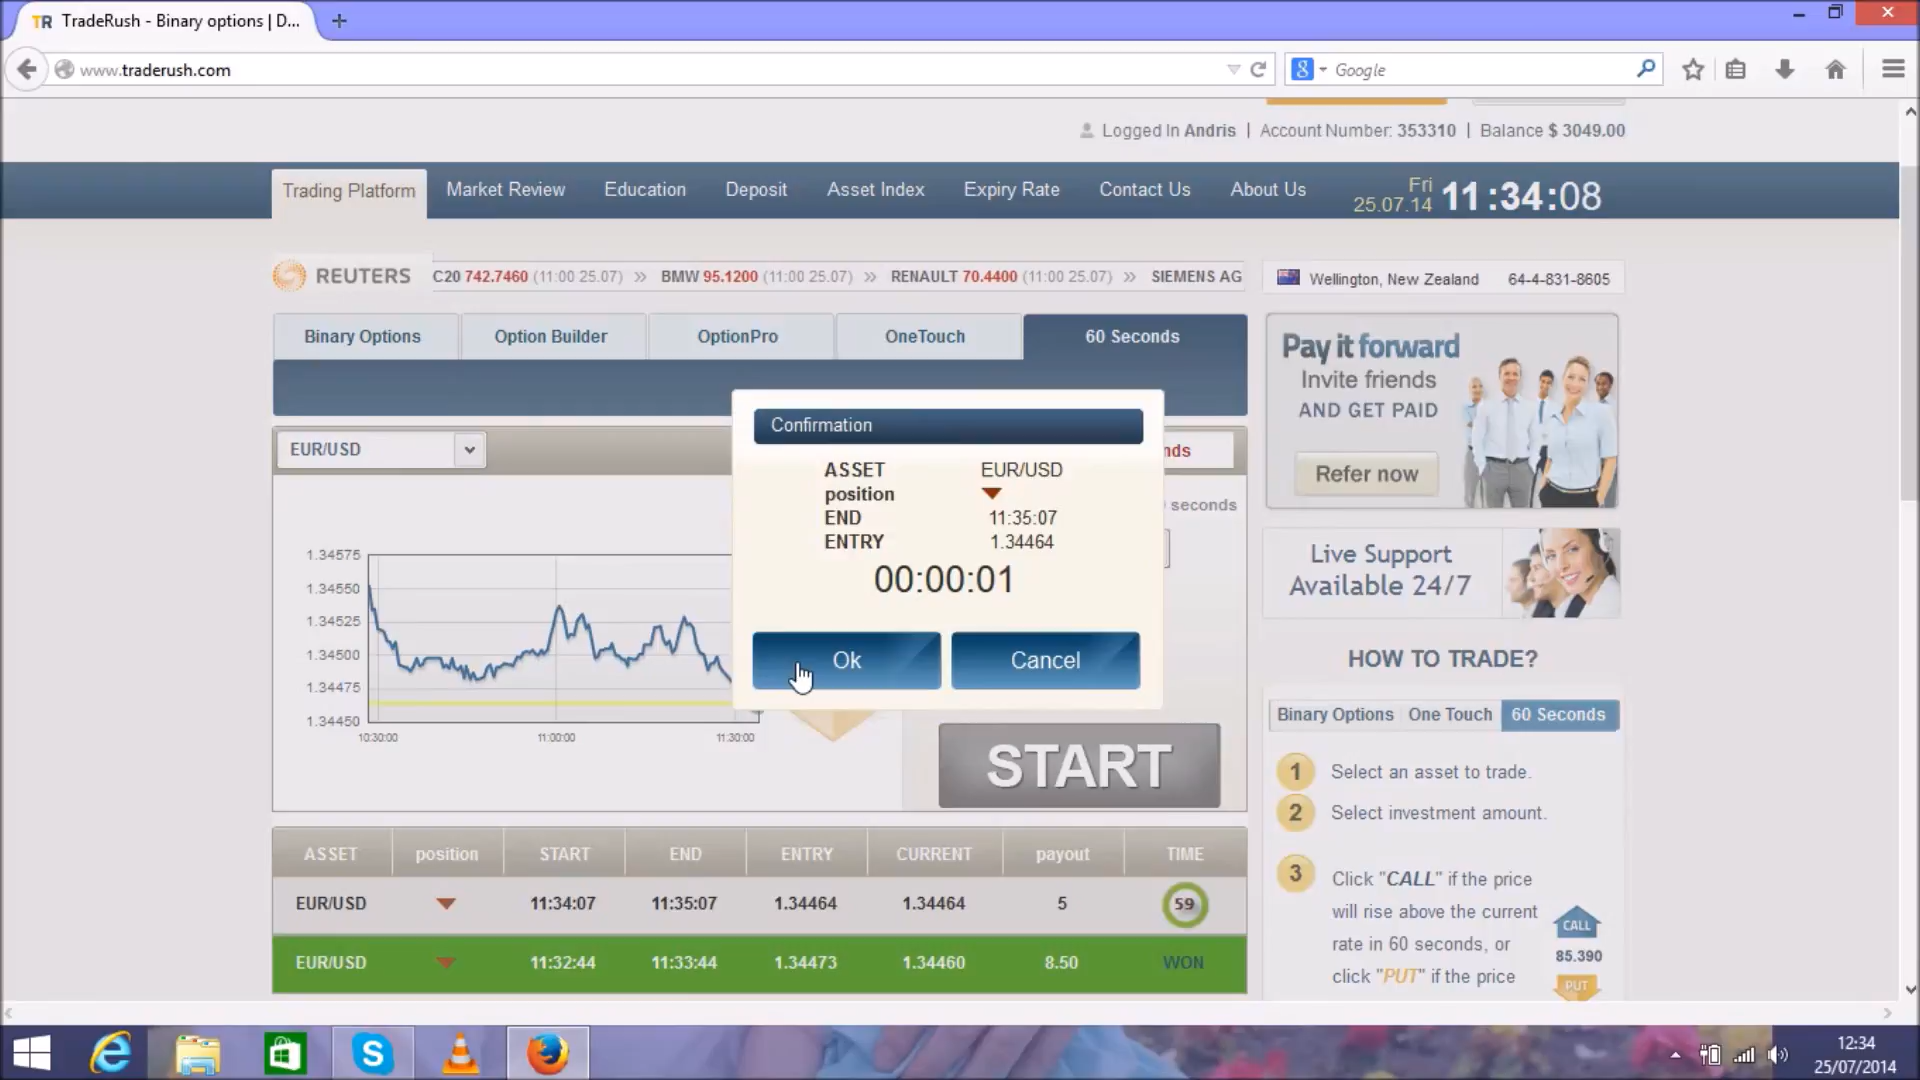 TR TradeRush - Binary options | D...
www.traderush.com
8 Google
Logged In Andris | Account Number: 353310 | Balance $ 3049.00
Trading Platform Market Review Education Deposit Asset Index Expiry Rate Contact Us About Us Fri 25.07.14 11:34:08
REUTERS C20 742.7460 (11:00 25.07) » BMW 95.1200 (11:00 25.07) » RENAULT 70.4400 (11:00 25.07) » SIEMENS AG
Wellington, New Zealand 64-4-831-8605
Binary Options Option Builder OptionPro OneTouch 60 Seconds
Pay it forward
Invite friends
AND GET PAID
Refer now
Confirmation
EUR/USD
nds
seconds
ASSET EUR/USD
position
END 11:35:07
ENTRY 1.34464
00:00:01
Ok Cancel
1.34575
1.34550
1.34525
1.34500
1.34475
1.34450
10:30:00 11:00:00 11:30:00
START
Live Support
Available 24/7
HOW TO TRADE?
Binary Options One Touch 60 Seconds
1 Select an asset to trade.
2 Select investment amount.
3 Click "CALL" if the price
will rise above the current
rate in 60 seconds, or
click "PUT" if the price
CALL
85.390
PUT
ASSET position START END ENTRY CURRENT payout TIME
EUR/USD 11:34:07 11:35:07 1.34464 1.34464 5 59
EUR/USD 11:32:44 11:33:44 1.34473 1.34460 8.50 WON
12:34
25/07/2014